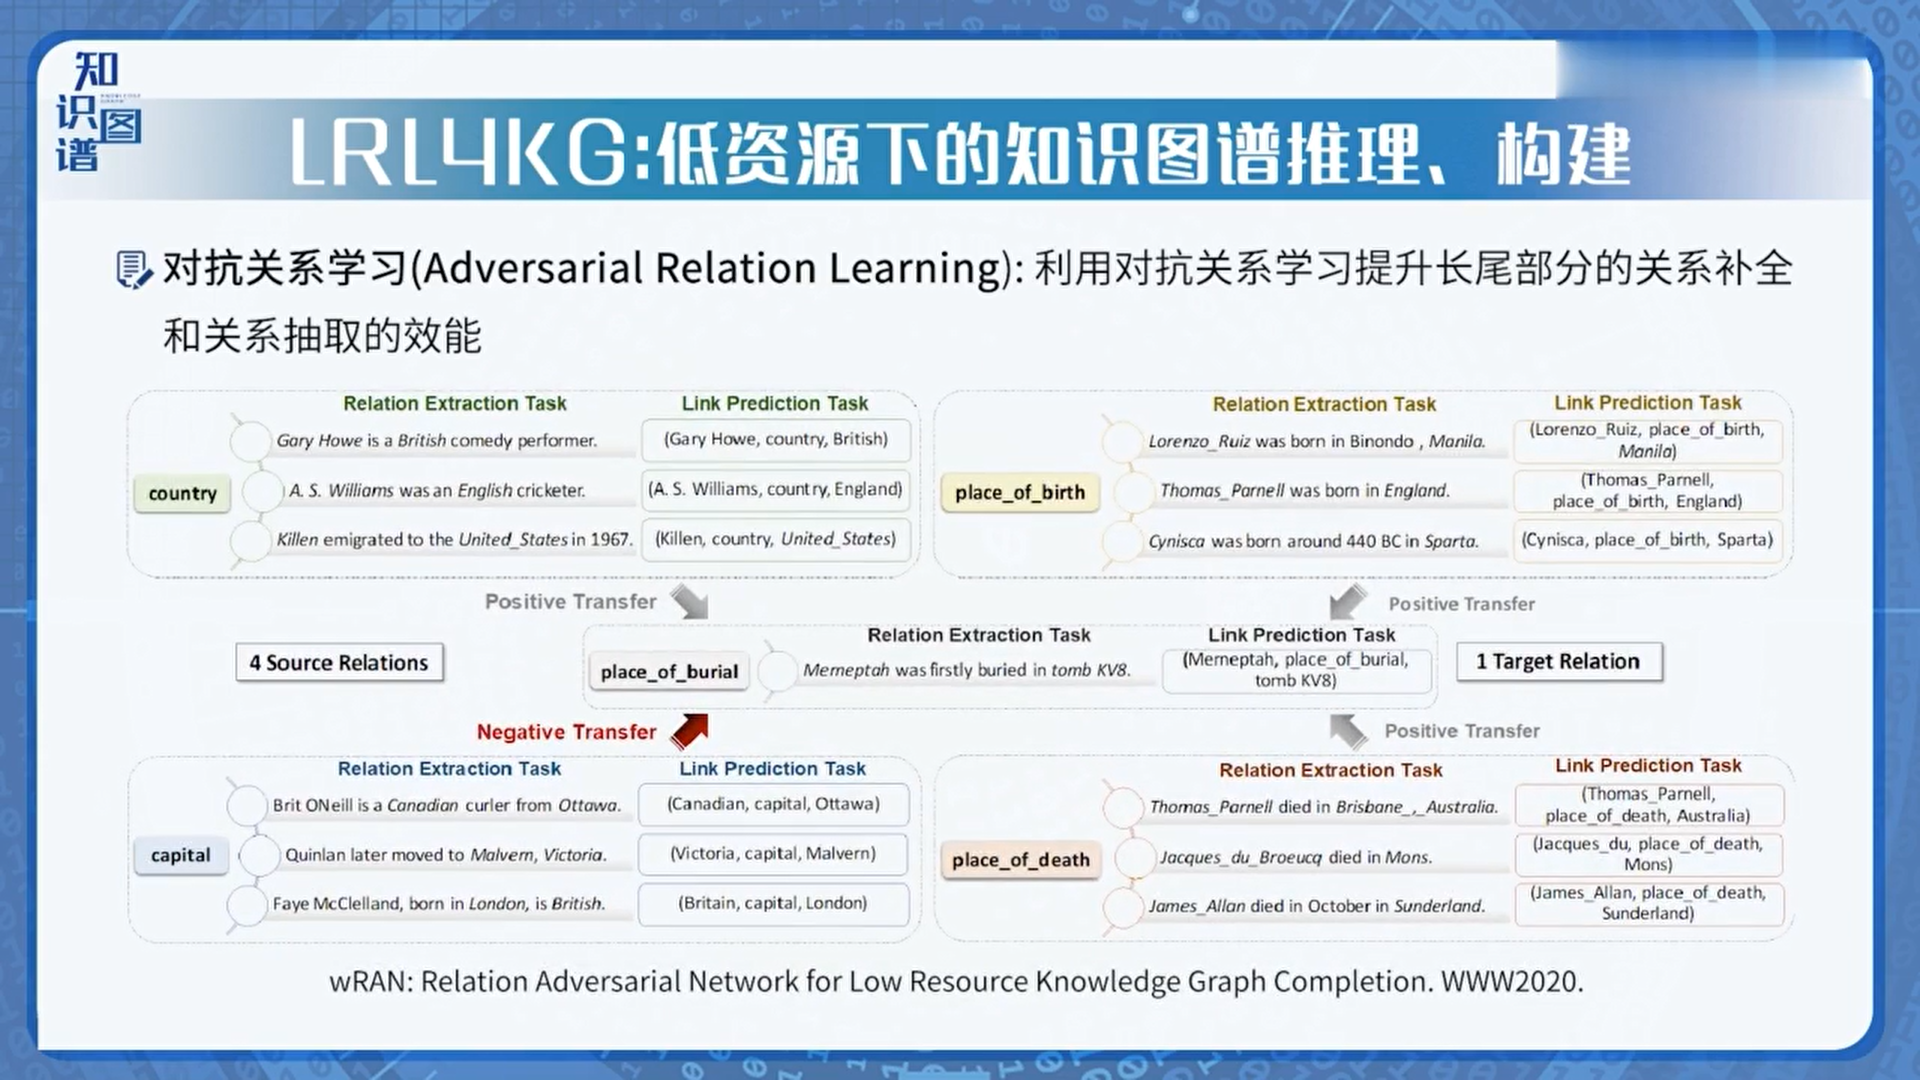 知
识图
谱
LRL4KG:低资源下的知识图谱推理、构建
对抗关系学习(Adversarial Relation Learning): 利用对抗关系学习提升长尾部分的关系补全
和关系抽取的效能
Relation Extraction Task
Link Prediction Task
country
Gary Howe is a British comedy performer.
(Gary Howe, country, British)
A. S. Williams was an English cricketer.
(A. S. Williams, country, England)
Killen emigrated to the United_States in 1967.
(Killen, country, United_States)
Relation Extraction Task
Link Prediction Task
place_of_birth
Lorenzo_Ruiz was born in Binondo , Manila.
(Lorenzo_Ruiz, place_of_birth,
Manila)
Thomas_Parnell was born in England.
(Thomas_Parnell,
place_of_birth, England)
Cynisca was born around 440 BC in Sparta.
(Cynisca, place_of_birth, Sparta)
Positive Transfer
Positive Transfer
4 Source Relations
Relation Extraction Task
Link Prediction Task
place_of_burial
Merneptah was firstly buried in tomb KV8.
(Merneptah, place_of_burial,
tomb KV8)
1 Target Relation
Negative Transfer
Positive Transfer
Relation Extraction Task
Link Prediction Task
capital
Brit ONeill is a Canadian curler from Ottawa.
(Canadian, capital, Ottawa)
Quinlan later moved to Malvern, Victoria.
(Victoria, capital, Malvern)
Faye McClelland, born in London, is British.
(Britain, capital, London)
Relation Extraction Task
Link Prediction Task
place_of_death
Thomas_Parnell died in Brisbane_,_Australia.
(Thomas_Parnell,
place_of_death, Australia)
Jacques_du_Broeucq died in Mons.
(Jacques_du, place_of_death,
Mons)
James_Allan died in October in Sunderland.
(James_Allan, place_of_death,
Sunderland)
wRAN: Relation Adversarial Network for Low Resource Knowledge Graph Completion. WWW2020.